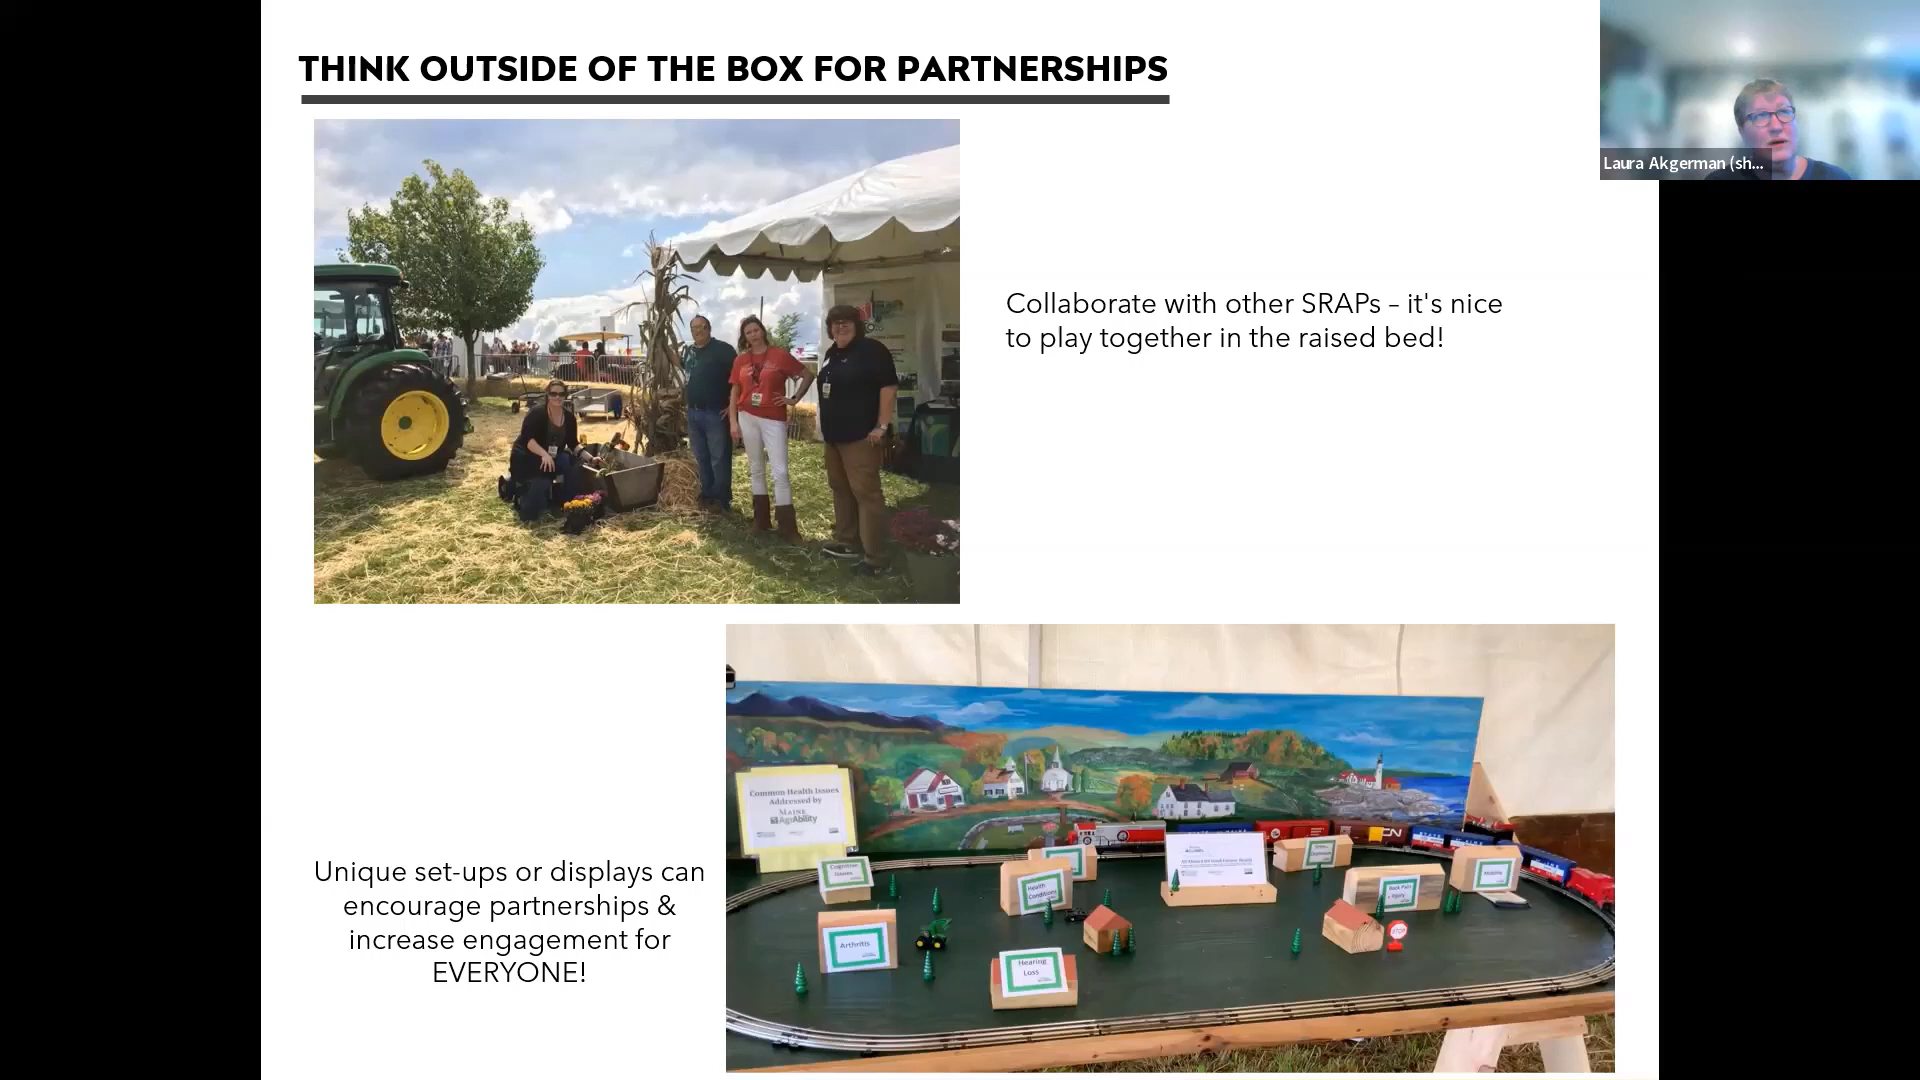 THINK OUTSIDE OF THE BOX FOR PARTNERSHIPS
Laura Akgerman (sh...
Collaborate with other SRAPs – it's nice
to play together in the raised bed!
Unique set-ups or displays can
encourage partnerships &
increase engagement for
EVERYONE!
Common Health Issues
Addressed by
MAINE
AgrAbility
Cognitive
Issues
Health
Conditions
Arthritis
Hearing
Loss
Back Pain
Injury
Mobility
STOP
CN